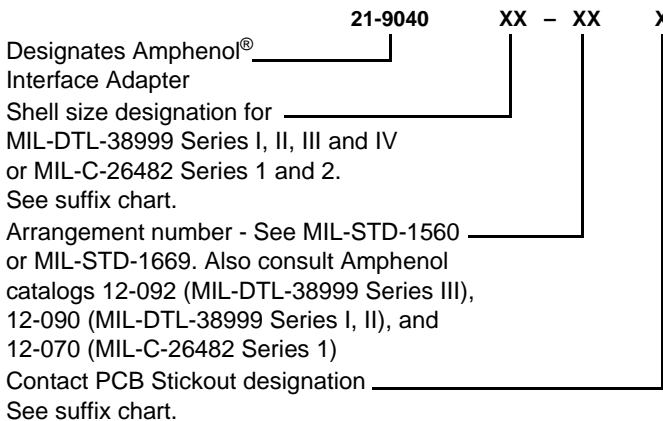 21-9040 XX – XX X
Designates Amphenol®
Interface Adapter
Shell size designation for
MIL-DTL-38999 Series I, II, III and IV
or MIL-C-26482 Series 1 and 2.
See suffix chart.
Arrangement number - See MIL-STD-1560
or MIL-STD-1669. Also consult Amphenol
catalogs 12-092 (MIL-DTL-38999 Series III),
12-090 (MIL-DTL-38999 Series I, II), and
12-070 (MIL-C-26482 Series 1)
Contact PCB Stickout designation
See suffix chart.